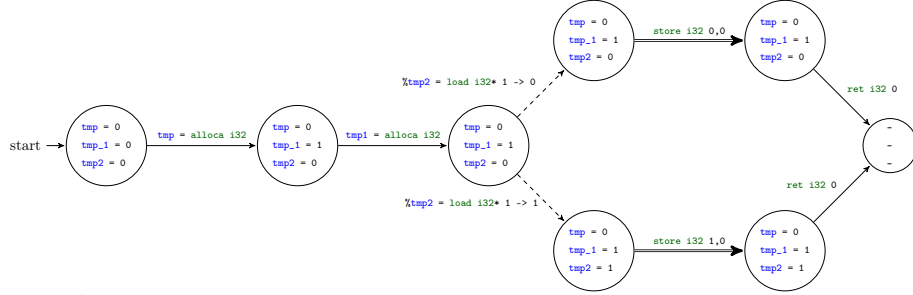 start
tmp = 0
tmp_1 = 0
tmp2 = 0
tmp = alloca i32
tmp = 0
tmp_1 = 1
tmp2 = 0
tmp1 = alloca i32
tmp = 0
tmp_1 = 1
tmp2 = 0
%tmp2 = load i32* 1 -> 0
tmp = 0
tmp_1 = 1
tmp2 = 0
store i32 0,0
tmp = 0
tmp_1 = 1
tmp2 = 0
ret i32 0
%tmp2 = load i32* 1 -> 1
tmp = 0
tmp_1 = 1
tmp2 = 1
store i32 1,0
tmp = 0
tmp_1 = 1
tmp2 = 1
ret i32 0
-
-
-